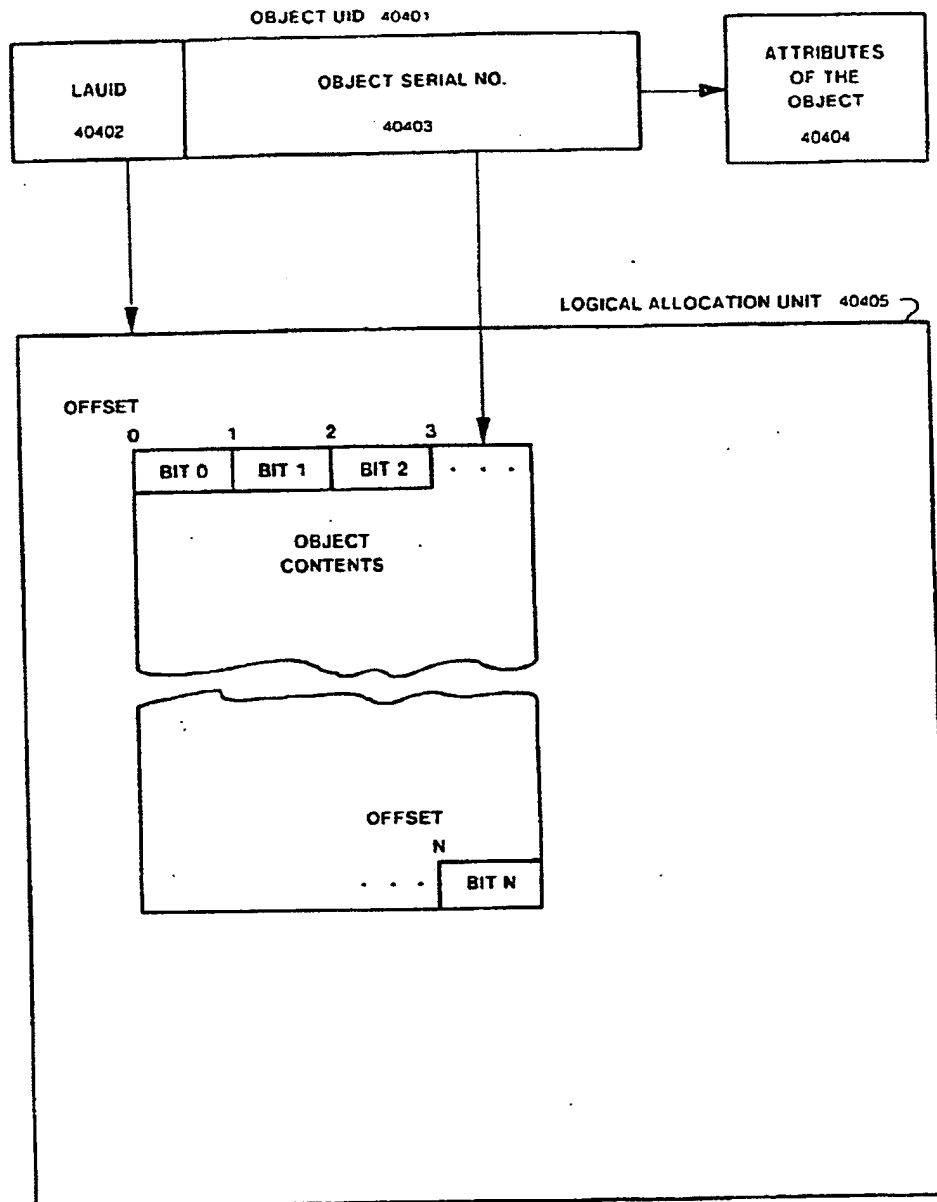 OBJECT UID 40401
LAUID
40402
OBJECT SERIAL NO.
40403
ATTRIBUTES
OF THE
OBJECT
40404
LOGICAL ALLOCATION UNIT 40405
OFFSET
0 1 2 3
BIT 0 BIT 1 BIT 2 . . .
OBJECT
CONTENTS
OFFSET
N
. . . BIT N